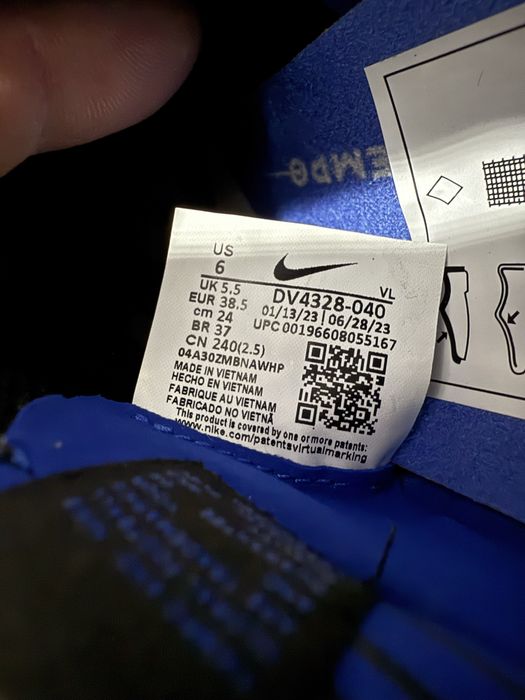 EMPO
US
6
VL
UK 5.5
DV4328-040
EUR 38.5
01/13/23 | 06/28/23
cm 24
UPC 00196608055167
BR 37
CN 240(2.5)
04A30ZMBNAWHP
MADE IN VIETNAM
HECHO EN VIETNAM
FABRIQUE AU VIETNAM
FABRICADO NO VIETNÃ
This product is covered by one or more patents:
www.nike.com/patentsvirtualmarking